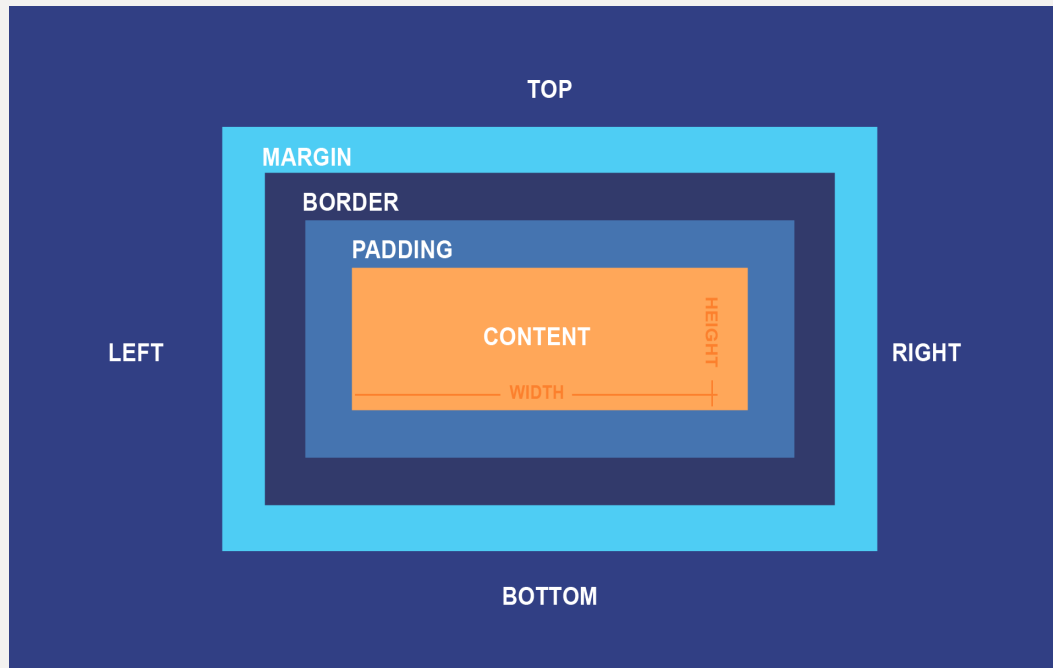 TOP
MARGIN
BORDER
PADDING
HEIGHT
CONTENT
LEFT
RIGHT
WIDTH
BOTTOM